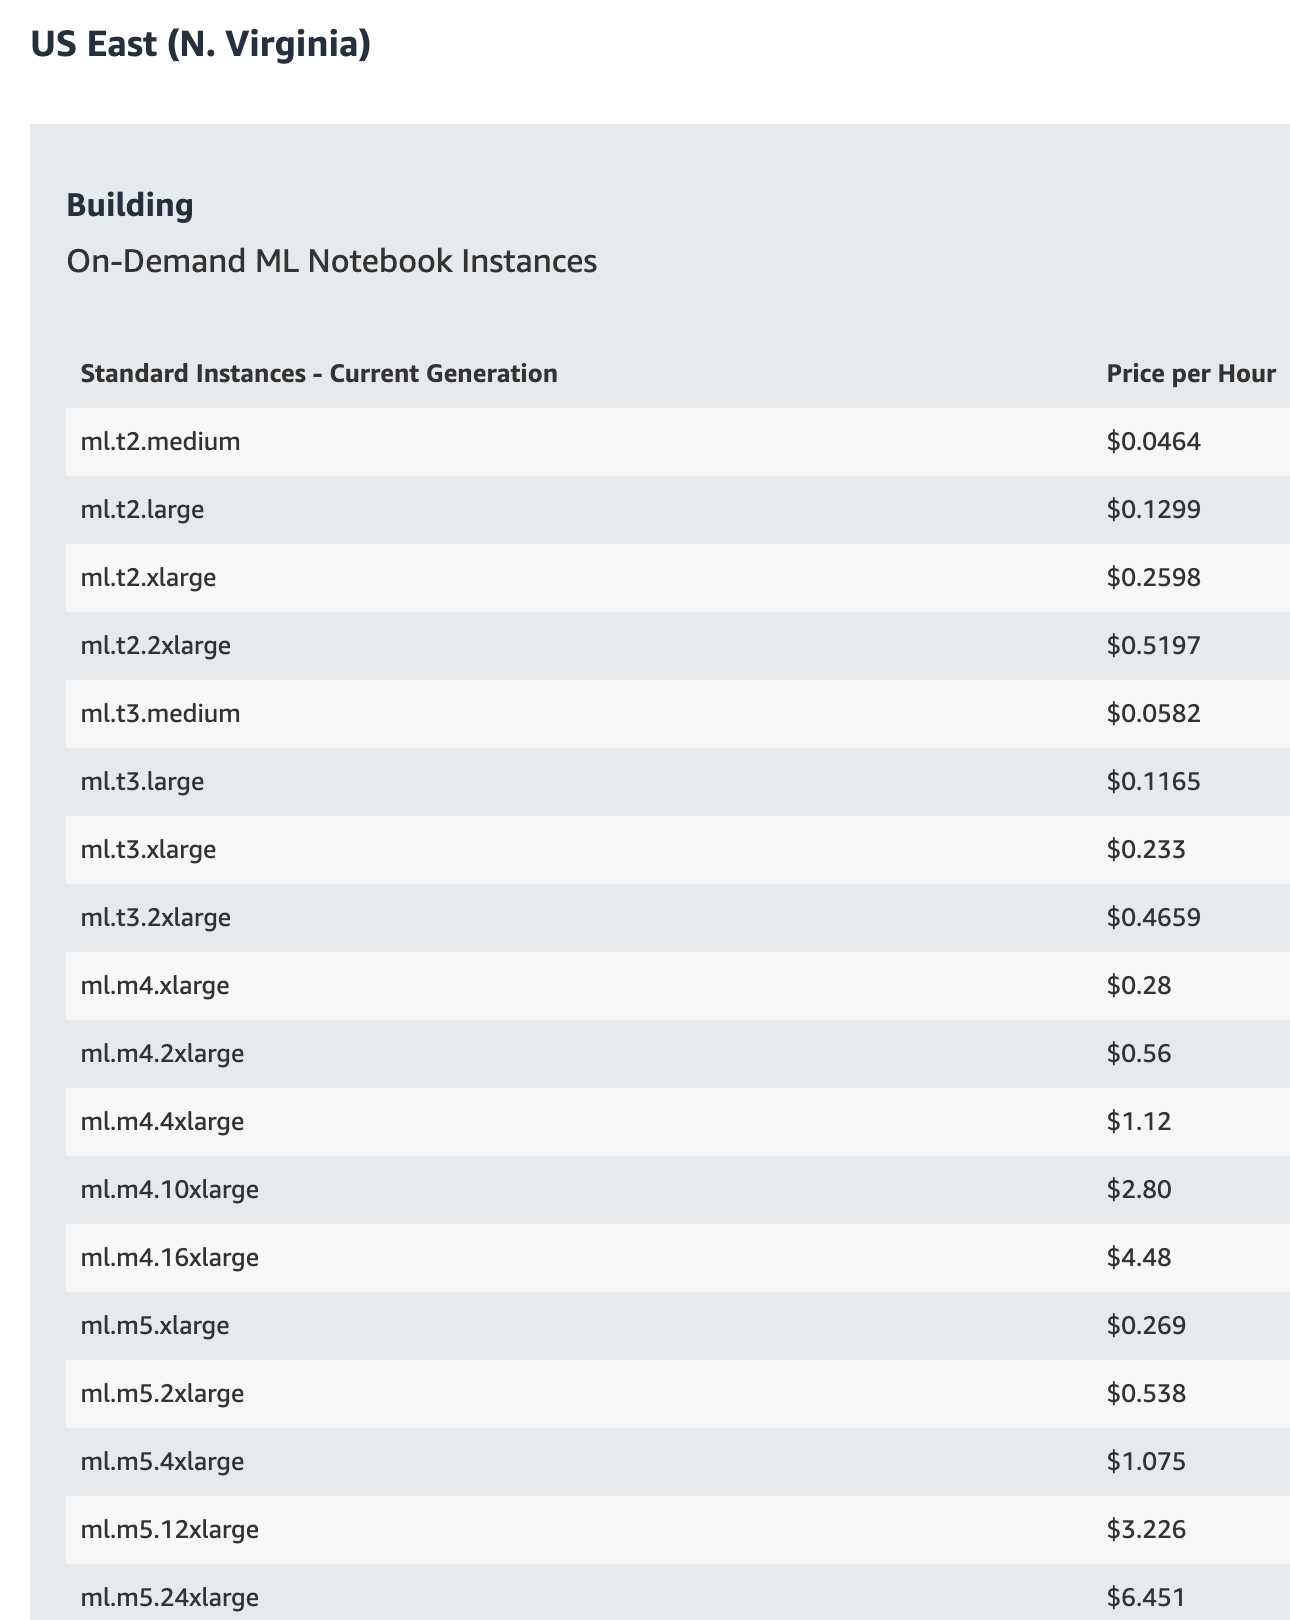 US East (N. Virginia)
Building
On-Demand ML Notebook Instances
Standard Instances - Current Generation Price per Hour
ml.t2.medium $0.0464
ml.t2.large $0.1299
ml.t2.xlarge $0.2598
ml.t2.2xlarge $0.5197
ml.t3.medium $0.0582
ml.t3.large $0.1165
ml.t3.xlarge $0.233
ml.t3.2xlarge $0.4659
ml.m4.xlarge $0.28
ml.m4.2xlarge $0.56
ml.m4.4xlarge $1.12
ml.m4.10xlarge $2.80
ml.m4.16xlarge $4.48
ml.m5.xlarge $0.269
ml.m5.2xlarge $0.538
ml.m5.4xlarge $1.075
ml.m5.12xlarge $3.226
ml.m5.24xlarge $6.451